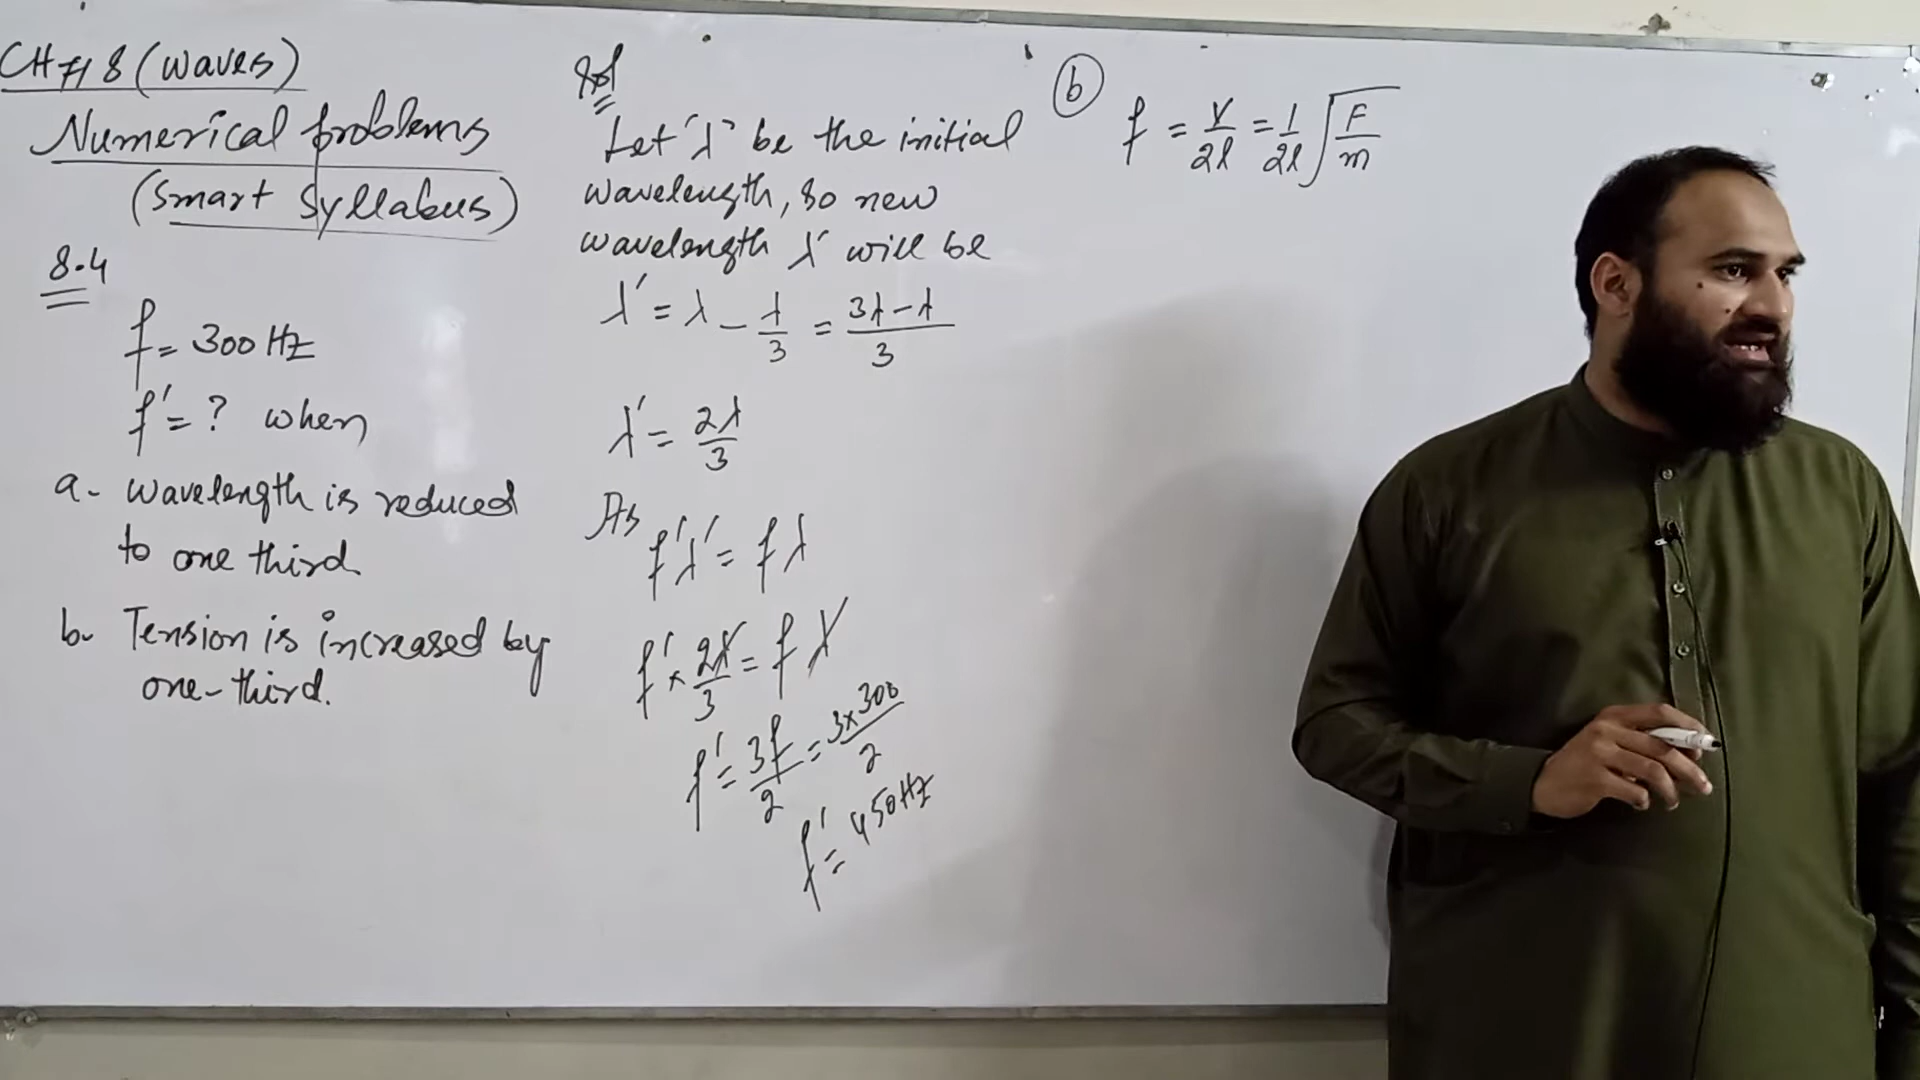 CH#8 (waves)
Numerical problems
(Smart Syllabus)
8.4
f = 300 Hz
f' = ? when
a- wavelength is reduced
to one third.
b- Tension is increased by
one-third.
Sol
Let 'λ' be the initial
wavelength, so new
wavelength λ' will be
λ' = λ - λ/3 = (3λ-λ)/3
λ' = 2λ/3
As
f'λ' = fλ
f' × 2λ/3 = fλ
f' = 3f/2 = 3×300/2
f' = 450Hz
(b)
f = V/2l = 1/2l √(F/m)